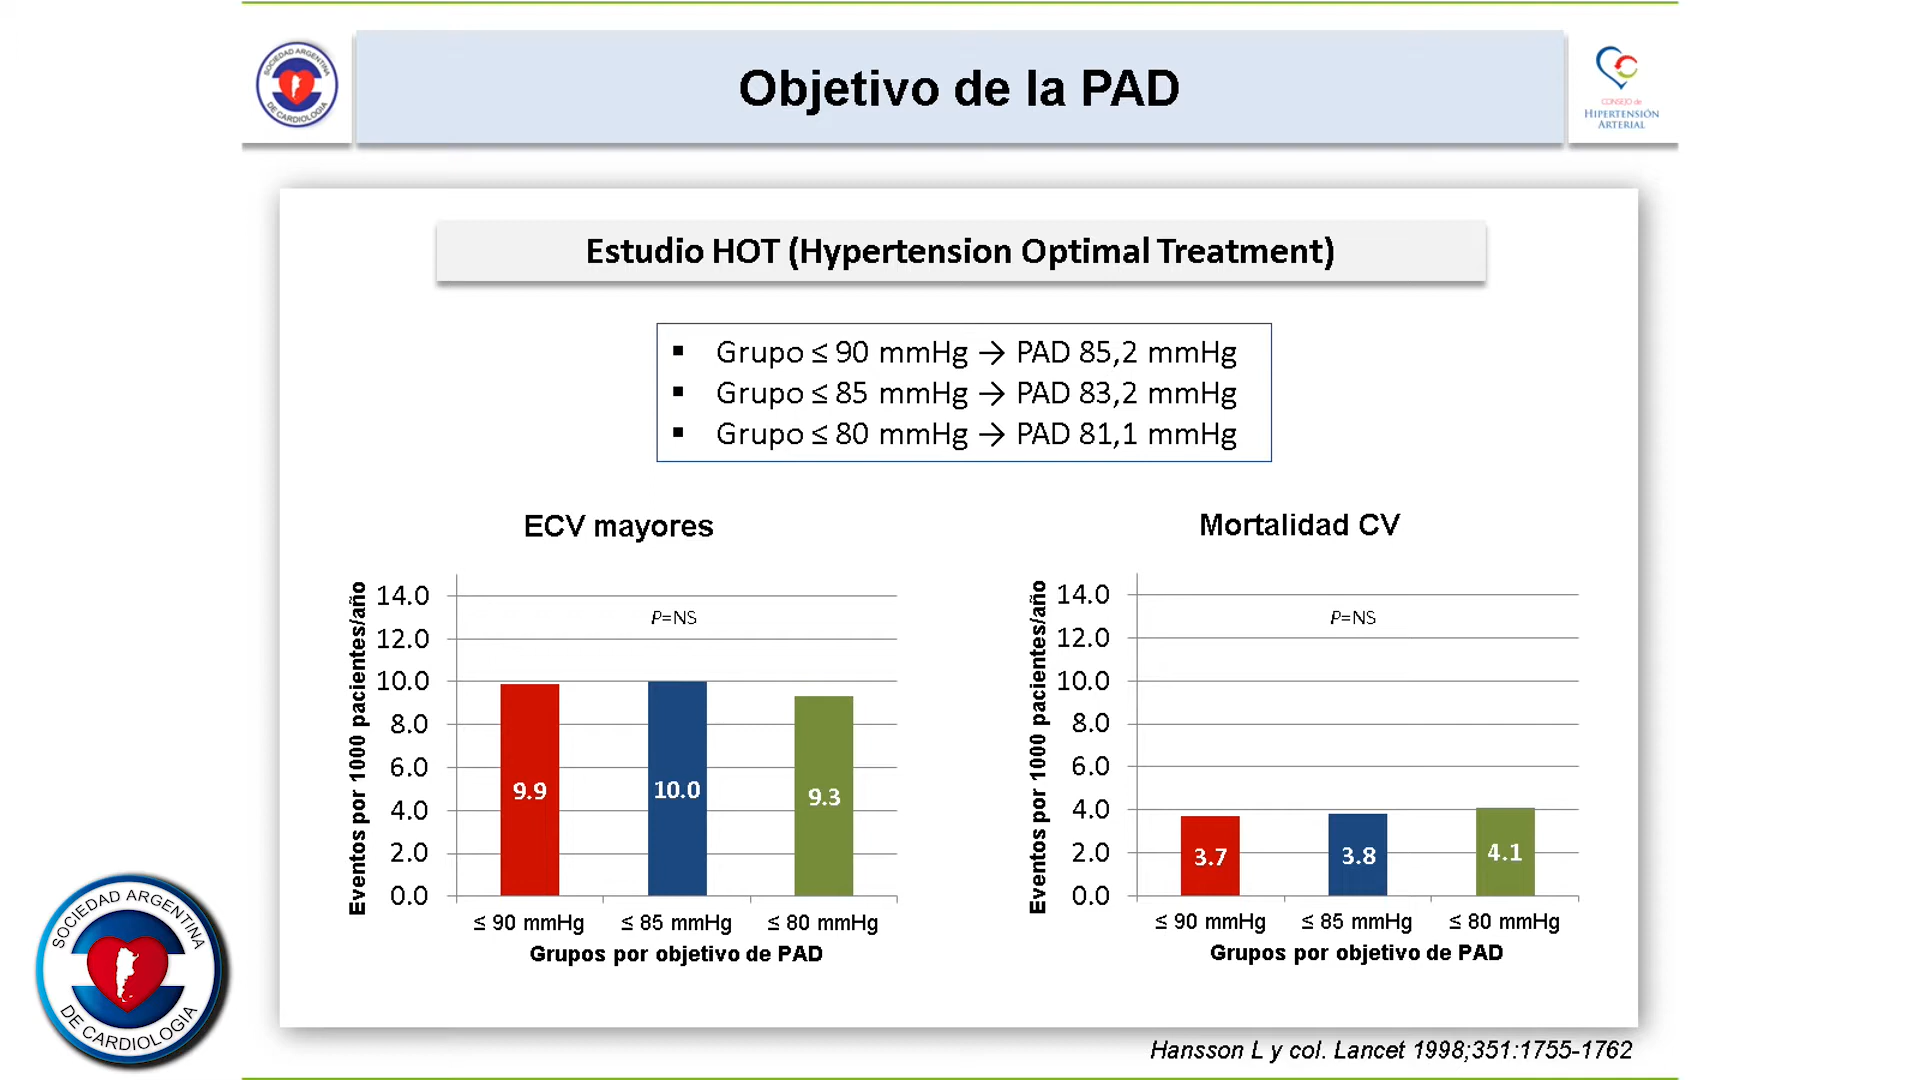 SOCIEDAD ARGENTINA
DE CARDIOLOGIA
Objetivo de la PAD
CONSEJO de
HIPERTENSIÓN
ARTERIAL
Estudio HOT (Hypertension Optimal Treatment)
▪ Grupo ≤ 90 mmHg → PAD 85,2 mmHg
▪ Grupo ≤ 85 mmHg → PAD 83,2 mmHg
▪ Grupo ≤ 80 mmHg → PAD 81,1 mmHg
ECV mayores
Eventos por 1000 pacientes/año
14.0
12.0
10.0
8.0
6.0
4.0
2.0
0.0
P=NS
9.9
10.0
9.3
≤ 90 mmHg
≤ 85 mmHg
≤ 80 mmHg
Grupos por objetivo de PAD
Mortalidad CV
Eventos por 1000 pacientes/año
14.0
12.0
10.0
8.0
6.0
4.0
2.0
0.0
P=NS
3.7
3.8
4.1
≤ 90 mmHg
≤ 85 mmHg
≤ 80 mmHg
Grupos por objetivo de PAD
SOCIEDAD ARGENTINA
DE CARDIOLOGIA
Hansson L y col. Lancet 1998;351:1755-1762